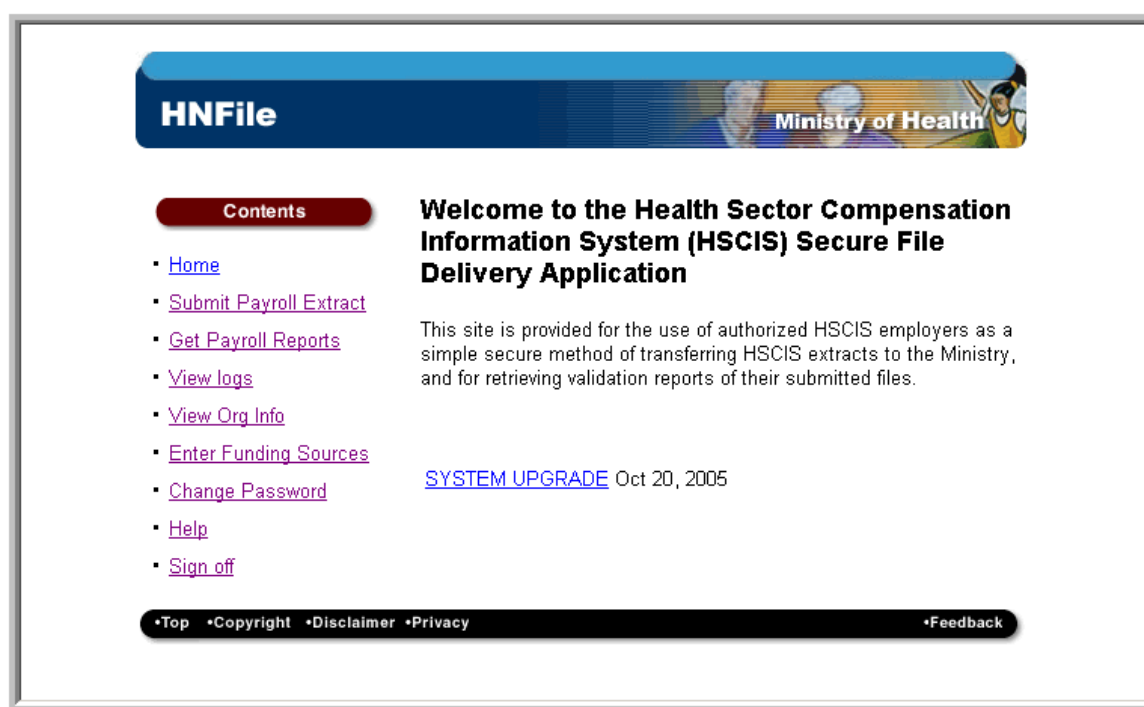 HNFile
Ministry of Health
Contents
Home
Submit Payroll Extract
Get Payroll Reports
View logs
View Org Info
Enter Funding Sources
Change Password
Help
Sign off
Welcome to the Health Sector Compensation
Information System (HSCIS) Secure File
Delivery Application
This site is provided for the use of authorized HSCIS employers as a
simple secure method of transferring HSCIS extracts to the Ministry,
and for retrieving validation reports of their submitted files.
SYSTEM UPGRADE Oct 20, 2005
•Top •Copyright •Disclaimer •Privacy •Feedback